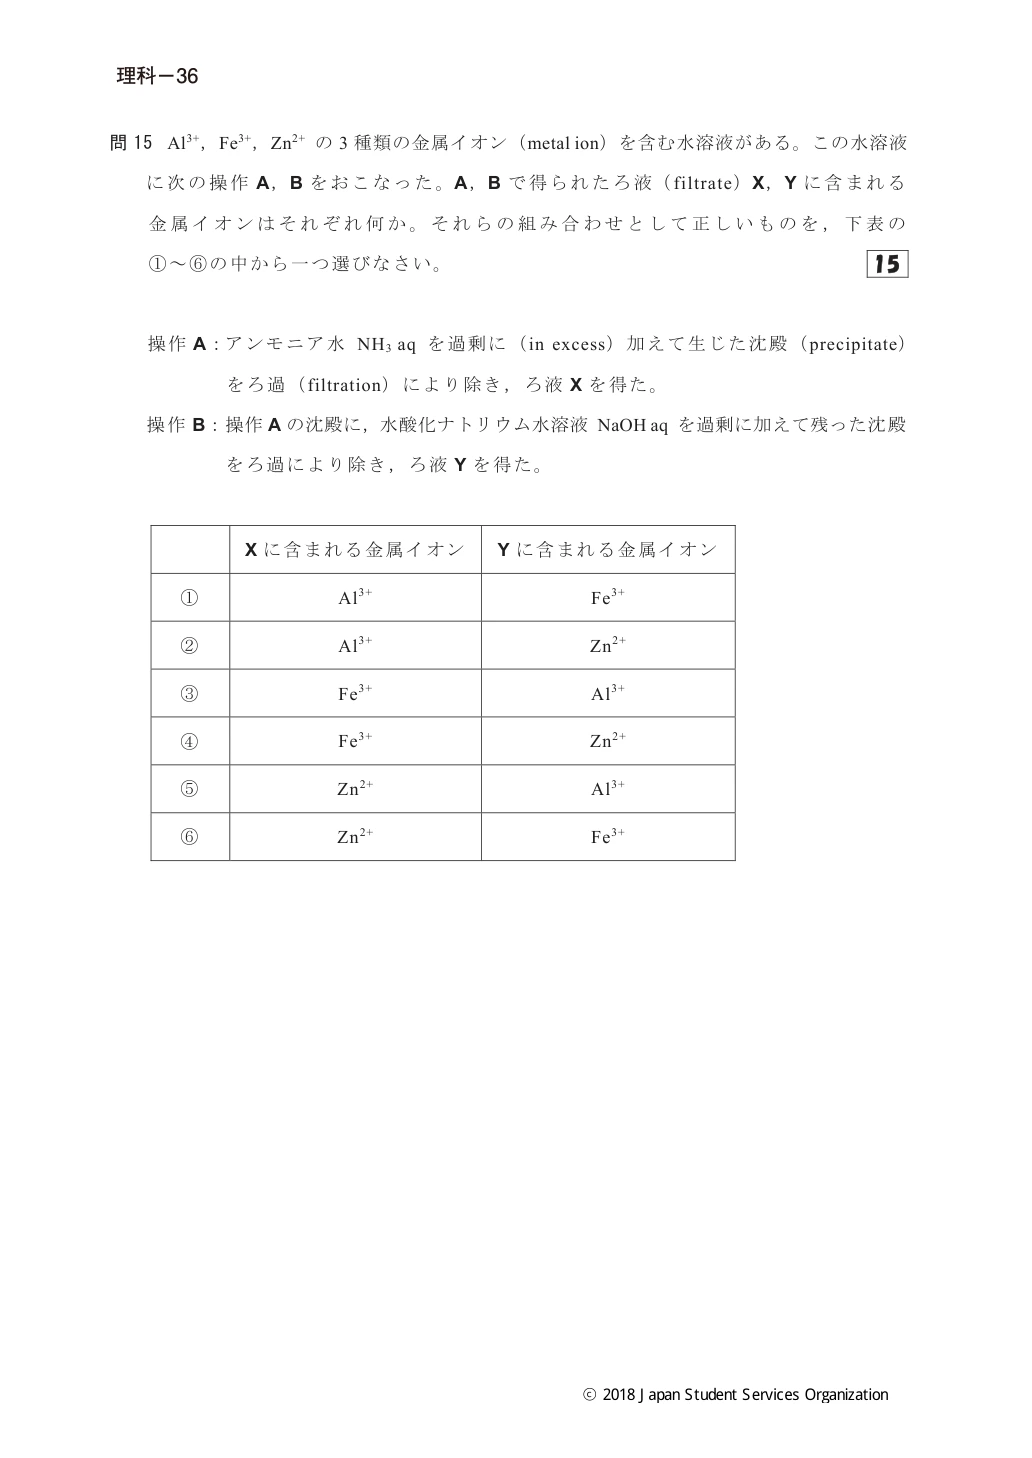 理科－36
問 15 Al³⁺，Fe³⁺，Zn²⁺ の 3 種類の金属イオン（metal ion）を含む水溶液がある。この水溶液
に次の操作 A，B をおこなった。A，B で得られたろ液（filtrate）X，Y に含まれる
金属イオンはそれぞれ何か。それらの組み合わせとして正しいものを，下表の
①～⑥の中から一つ選びなさい。 15
操作 A：アンモニア水 NH₃ aq を過剰に（in excess）加えて生じた沈殿（precipitate）
をろ過（filtration）により除き，ろ液 X を得た。
操作 B：操作 A の沈殿に，水酸化ナトリウム水溶液 NaOH aq を過剰に加えて残った沈殿
をろ過により除き，ろ液 Y を得た。
X に含まれる金属イオン Y に含まれる金属イオン
① Al³⁺ Fe³⁺
② Al³⁺ Zn²⁺
③ Fe³⁺ Al³⁺
④ Fe³⁺ Zn²⁺
⑤ Zn²⁺ Al³⁺
⑥ Zn²⁺ Fe³⁺
© 2018 Japan Student Services Organization